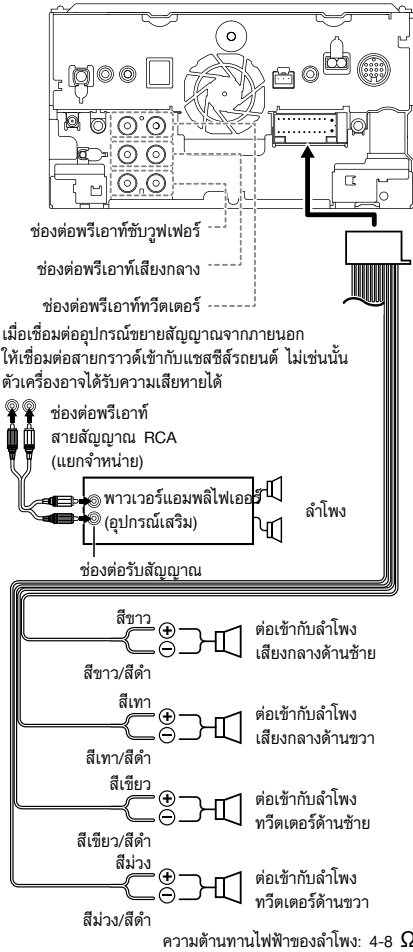 ช่องต่อพรีเอาท์ซับวูฟเฟอร์
ช่องต่อพรีเอาท์เสียงกลาง
ช่องต่อพรีเอาท์ทวีตเตอร์
เมื่อเชื่อมต่ออุปกรณ์ขยายสัญญาณจากภายนอก
ให้เชื่อมต่อสายกราวด์เข้ากับแชสซีส์รถยนต์ ไม่เช่นนั้น
ตัวเครื่องอาจได้รับความเสียหายได้
ช่องต่อพรีเอาท์
สายสัญญาณ RCA
(แยกจำหน่าย)
พาวเวอร์แอมพลิไฟเออร์
(อุปกรณ์เสริม)
ลำโพง
ช่องต่อรับสัญญาณ
สีขาว
สีขาว/สีดำ
ต่อเข้ากับลำโพง
เสียงกลางด้านซ้าย
สีเทา
สีเทา/สีดำ
ต่อเข้ากับลำโพง
เสียงกลางด้านขวา
สีเขียว
สีเขียว/สีดำ
ต่อเข้ากับลำโพง
ทวีตเตอร์ด้านซ้าย
สีม่วง
สีม่วง/สีดำ
ต่อเข้ากับลำโพง
ทวีตเตอร์ด้านขวา
ความต้านทานไฟฟ้าของลำโพง: 4-8 Ω